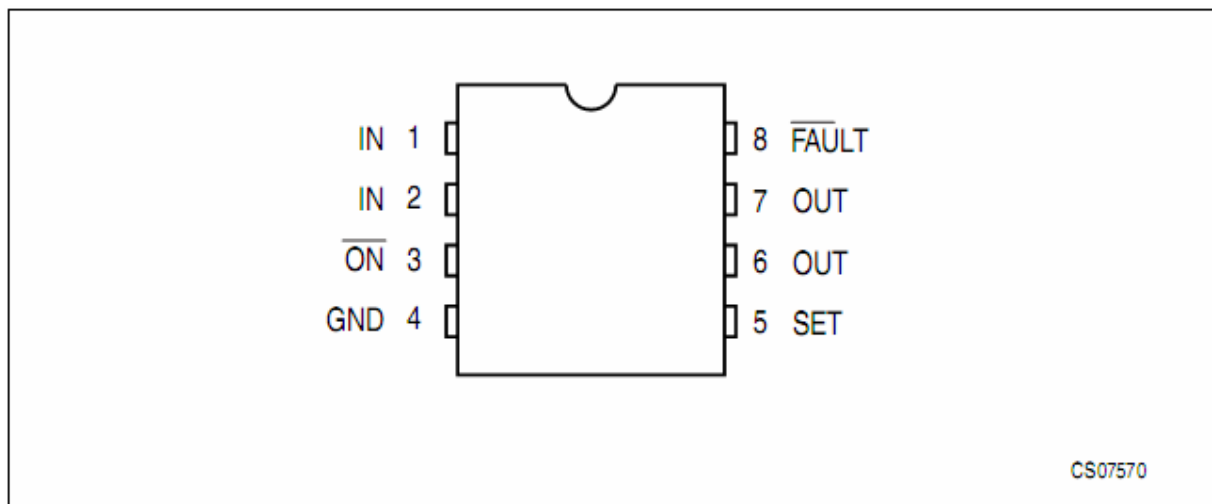 IN 1
IN 2
ON 3
GND 4
8 FAULT
7 OUT
6 OUT
5 SET
CS07570